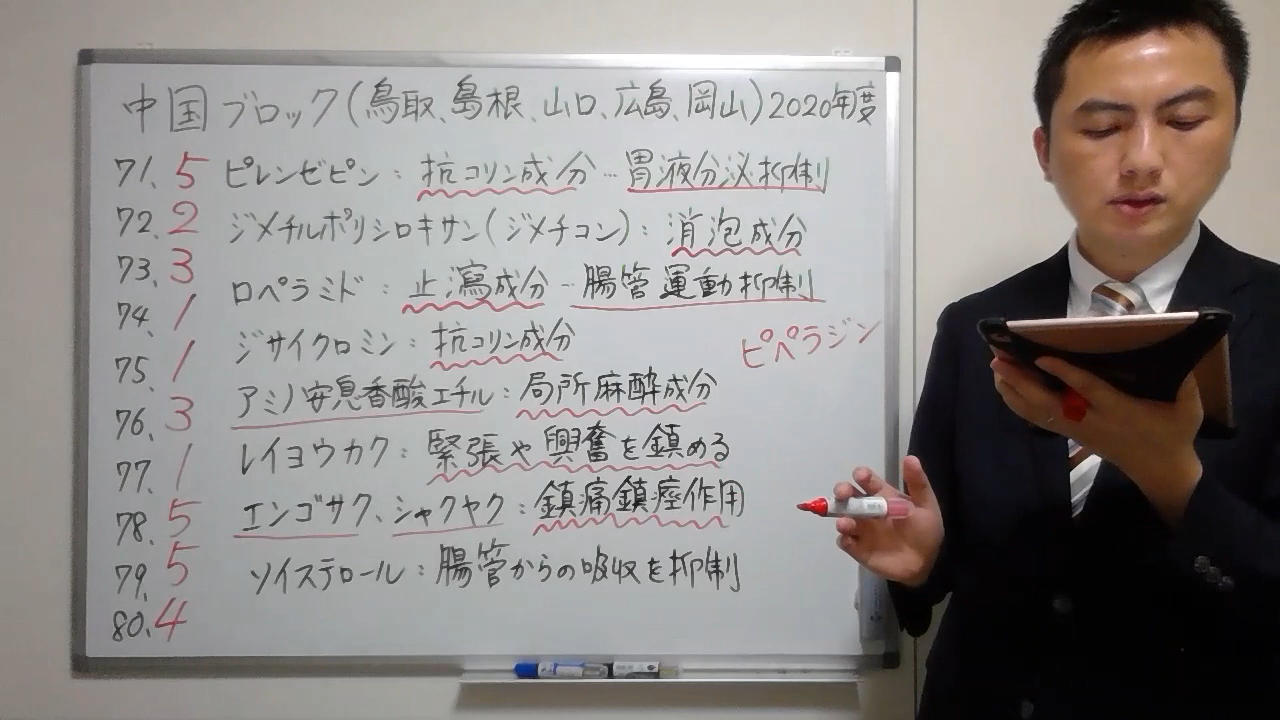 中国ブロック(鳥取、島根、山口、広島、岡山)2020年度
71. 5 ピレンゼピン:抗コリン成分…胃液分泌抑制
72. 2 ジメチルポリシロキサン(ジメチコン):消泡成分
73. 3 ロペラミド:止瀉成分…腸管運動抑制
74. 1 ジサイクロミン:抗コリン成分
ピペラジン
75. 1 アミノ安息香酸エチル:局所麻酔成分
76. 3 レイヨウカク:緊張や興奮を鎮める
77. 1 エンゴサク、シャクヤク:鎮痛鎮痙作用
78. 5 ソイステロール:腸管からの吸収を抑制
79. 5
80. 4